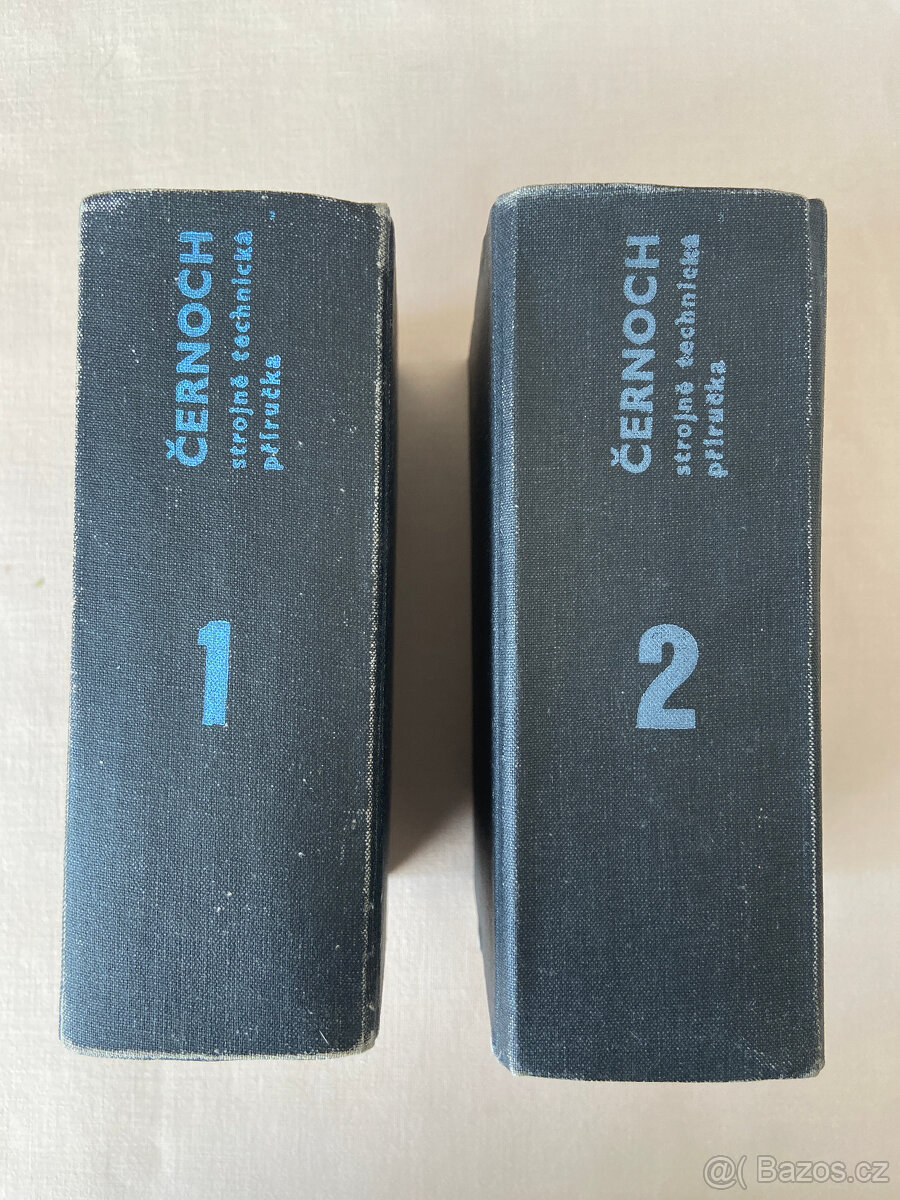 ČERNOCH
strojně technická
příručka
1
ČERNOCH
strojně technická
příručka
2
@( Bazos.cz